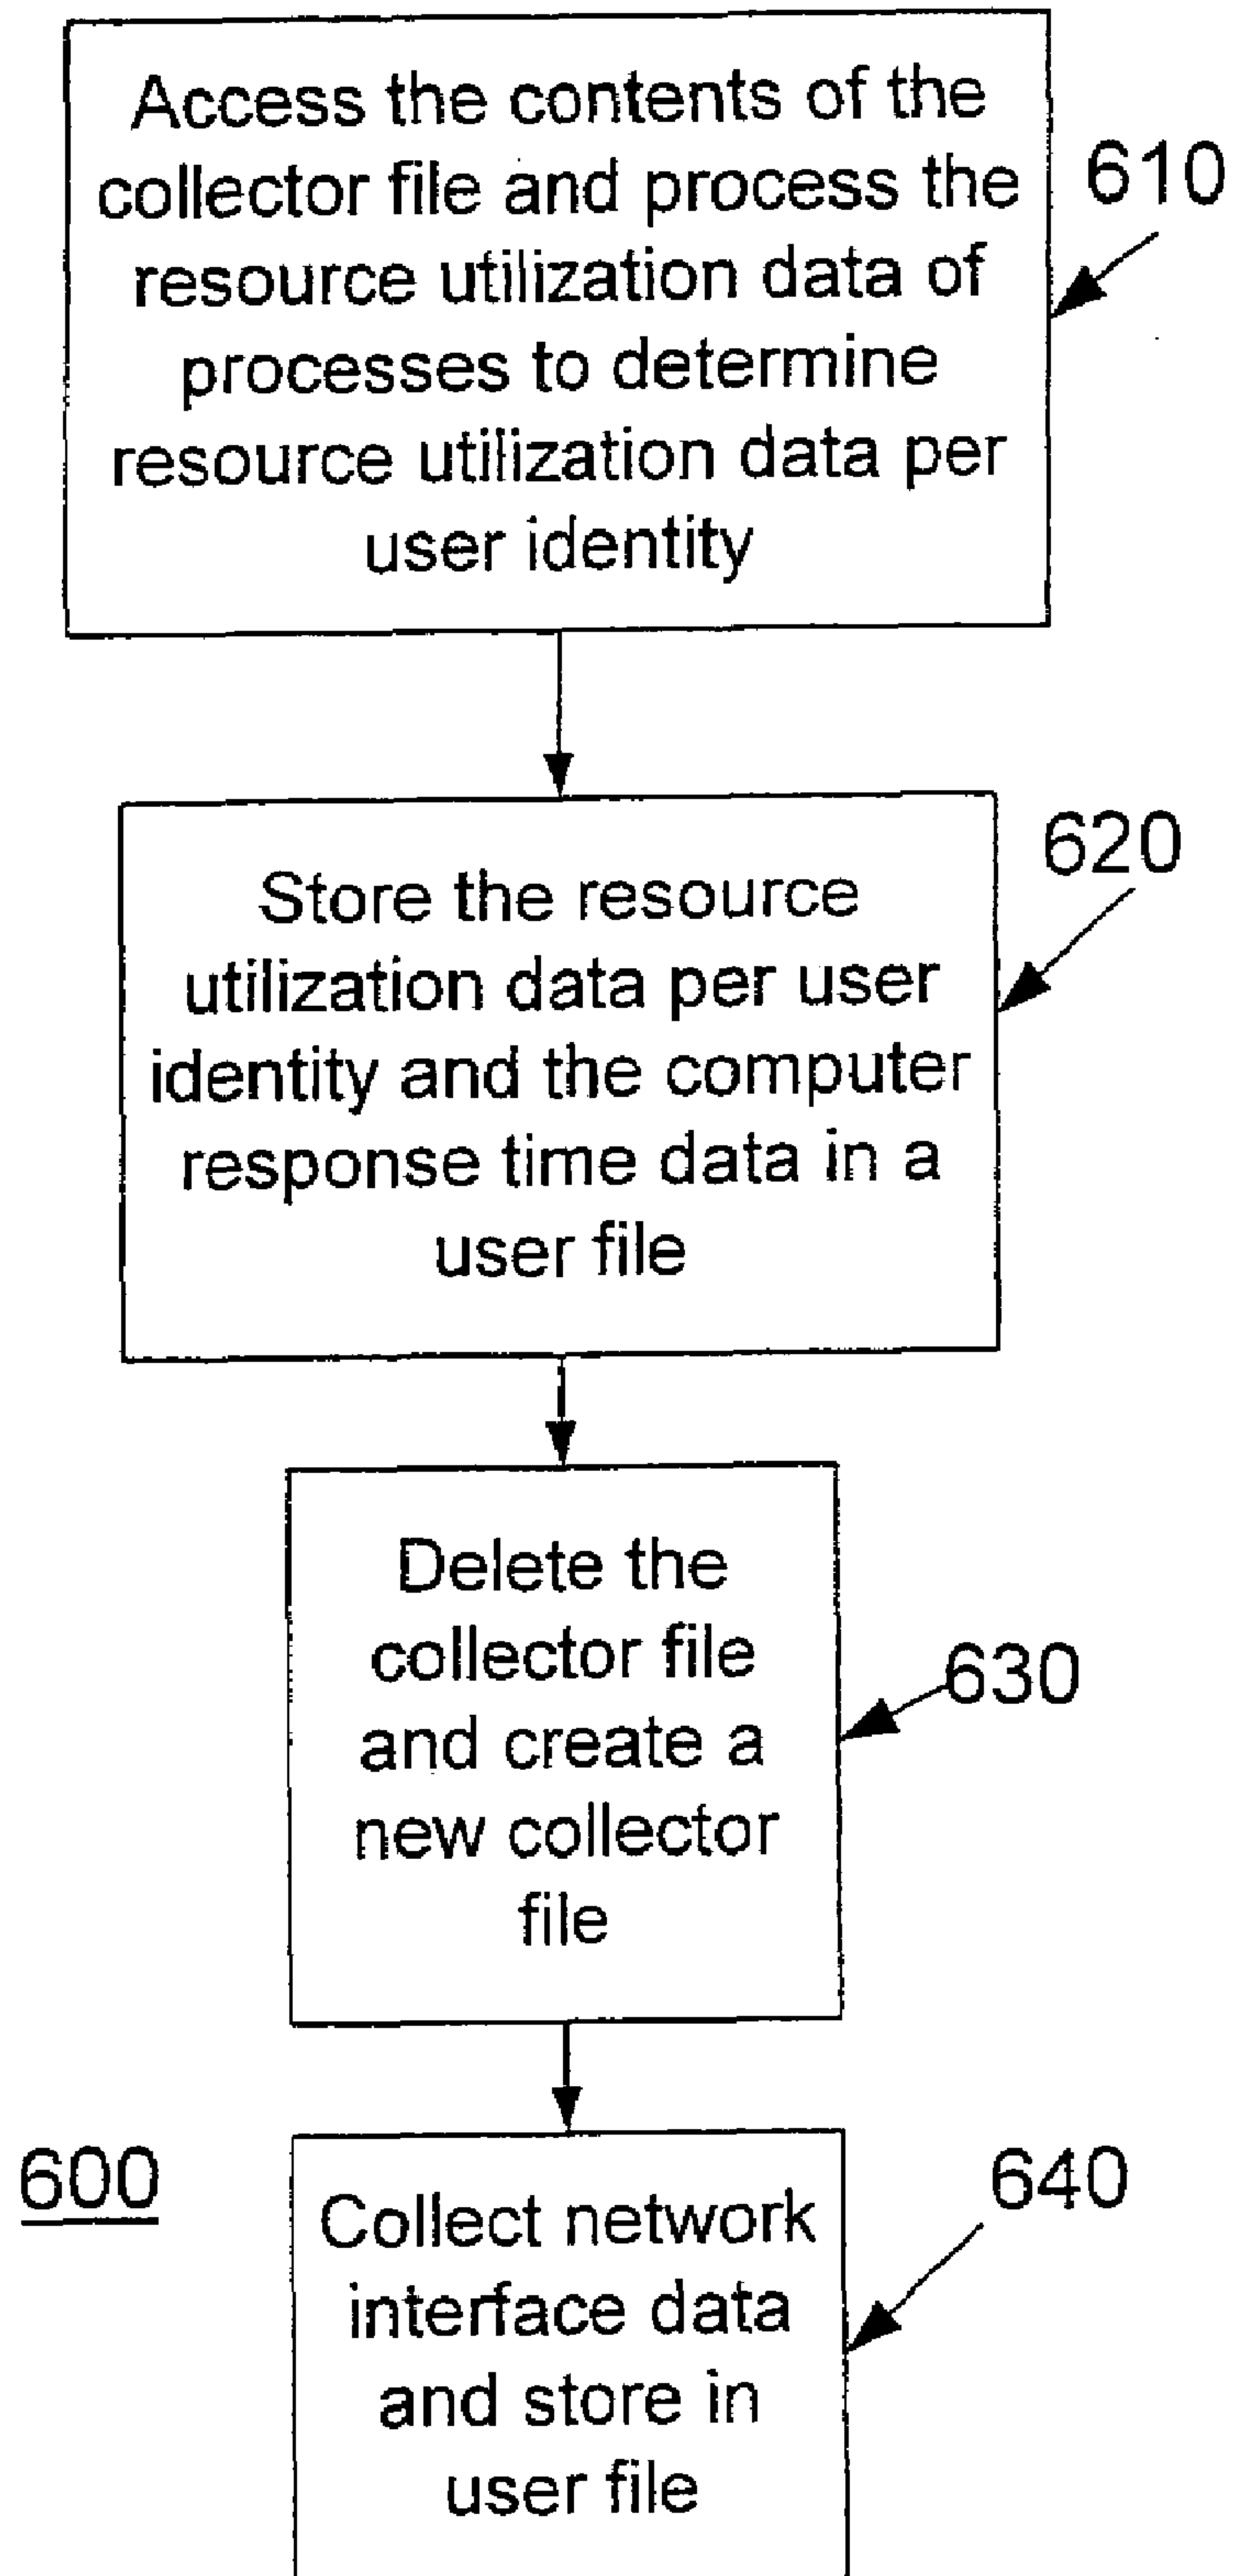 Access the contents of the
collector file and process the
resource utilization data of
processes to determine
resource utilization data per
user identity
610
Store the resource
utilization data per user
identity and the computer
response time data in a
user file
620
Delete the
collector file
and create a
new collector
file
630
600
Collect network
interface data
and store in
user file
640